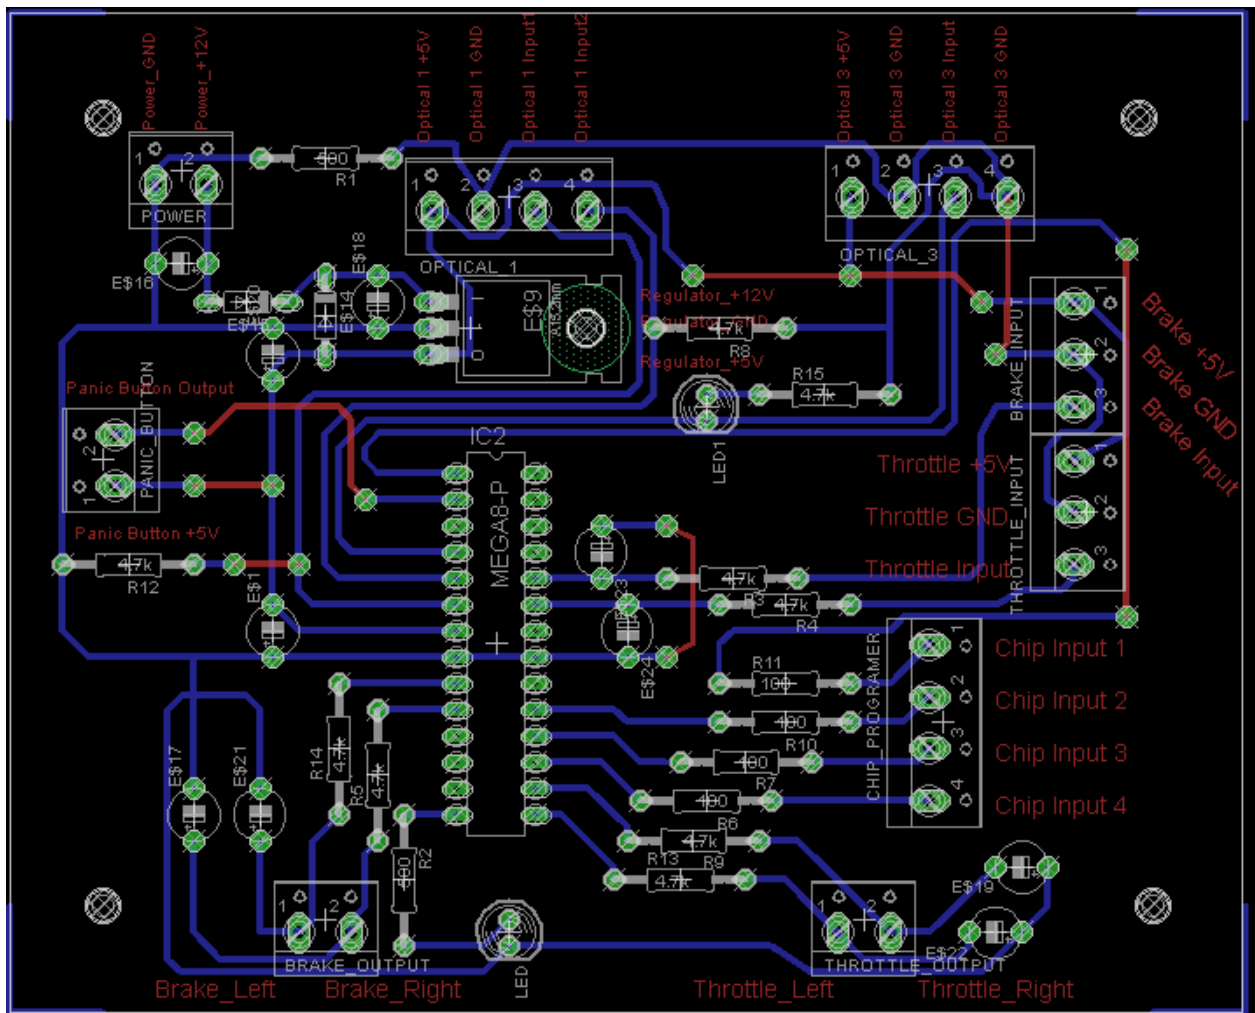 Power_GND
Power_+12V
Optical 1 +5V
Optical 1 GND
Optical 1 Input1
Optical 1 Input2
Optical 3 +5V
Optical 3 GND
Optical 3 Input
Optical 3 GND
1
2
POWER
500
R1
1
2
3
4
OPTICAL_1
1
2
3
4
OPTICAL_3
E$16
E$18
E$14
E$9
A15,2mm
Regulator_+12V
Regulator_GND
Regulator_+5V
4.7k
R8
R15
4.7k
LED1
BRAKE_INPUT
1
2
3
Brake +5V
Brake GND
Brake Input
Panic Button Output
PANIC_BUTTON
2
1
Panic Button +5V
4.7k
R12
E$1
IC2
MEGA8-P
Throttle +5V
Throttle GND
Throttle Input
THROTTLE_INPUT
1
2
3
4.7k
R3
4.7k
R4
E$24
R11
100
R10
R7
R6
CHIP_PROGRAMER
1
2
3
4
Chip Input 1
Chip Input 2
Chip Input 3
Chip Input 4
R14
4.7k
R5
4.7k
E$17
E$21
R2
500
4.7k
R13
R9
4.7k
E$19
E$22
1
2
BRAKE_OUTPUT
LED
1
2
THROTTLE_OUTPUT
Brake_Left
Brake_Right
Throttle_Left
Throttle_Right